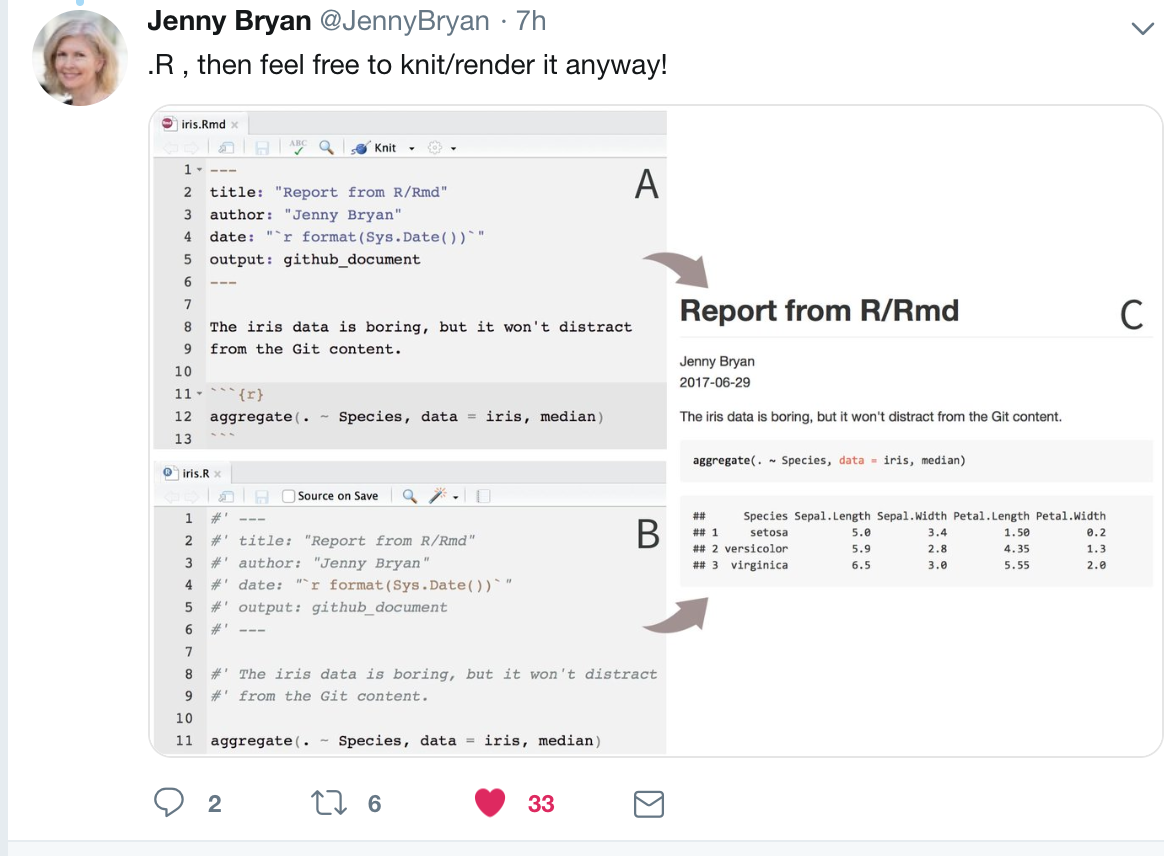 Jenny Bryan @JennyBryan · 7h
.R , then feel free to knit/render it anyway!
iris.Rmd ×
ABC Knit
1 ---
2 title: "Report from R/Rmd"
3 author: "Jenny Bryan"
4 date: "`r format(Sys.Date())`"
5 output: github_document
6 ---
7
8 The iris data is boring, but it won't distract
9 from the Git content.
10
11 ```{r}
12 aggregate(. ~ Species, data = iris, median)
13 ```
A
iris.R ×
Source on Save
1 #' ---
2 #' title: "Report from R/Rmd"
3 #' author: "Jenny Bryan"
4 #' date: "`r format(Sys.Date())`"
5 #' output: github_document
6 #' ---
7
8 #' The iris data is boring, but it won't distract
9 #' from the Git content.
10
11 aggregate(. ~ Species, data = iris, median)
B
Report from R/Rmd
C
Jenny Bryan
2017-06-29
The iris data is boring, but it won't distract from the Git content.
aggregate(. ~ Species, data = iris, median)
## Species Sepal.Length Sepal.Width Petal.Length Petal.Width
## 1 setosa 5.0 3.4 1.50 0.2
## 2 versicolor 5.9 2.8 4.35 1.3
## 3 virginica 6.5 3.0 5.55 2.0
2 6 33